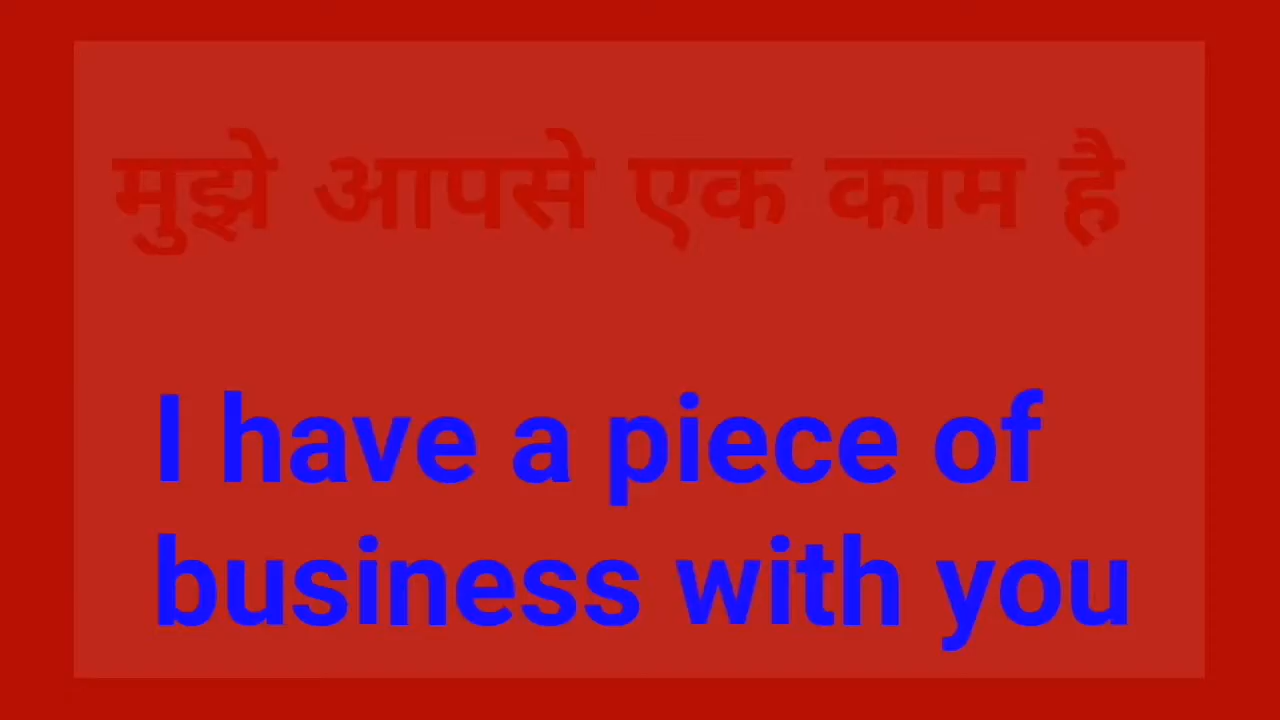 मुझे आपसे एक काम है
I have a piece of
business with you